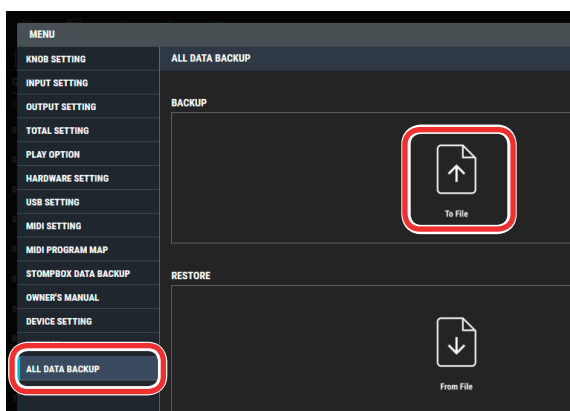 MENU
KNOB SETTING
INPUT SETTING
OUTPUT SETTING
TOTAL SETTING
PLAY OPTION
HARDWARE SETTING
USB SETTING
MIDI SETTING
MIDI PROGRAM MAP
STOMPBOX DATA BACKUP
OWNER'S MANUAL
DEVICE SETTING
ALL DATA BACKUP
ALL DATA BACKUP
BACKUP
To File
RESTORE
From File